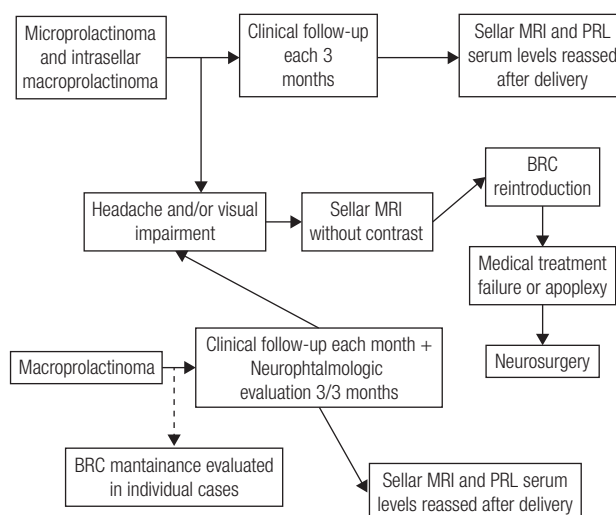 Microprolactinoma
and intrasellar
macroprolactinoma
Clinical follow-up
each 3
months
Sellar MRI and PRL
serum levels reassed
after delivery
Headache and/or visual
impairment
Sellar MRI
without contrast
BRC
reintroduction
Medical treatment
failure or apoplexy
Neurosurgery
Macroprolactinoma
Clinical follow-up each month +
Neurophtalmologic
evaluation 3/3 months
BRC mantainance evaluated
in individual cases
Sellar MRI and PRL serum
levels reassed after delivery